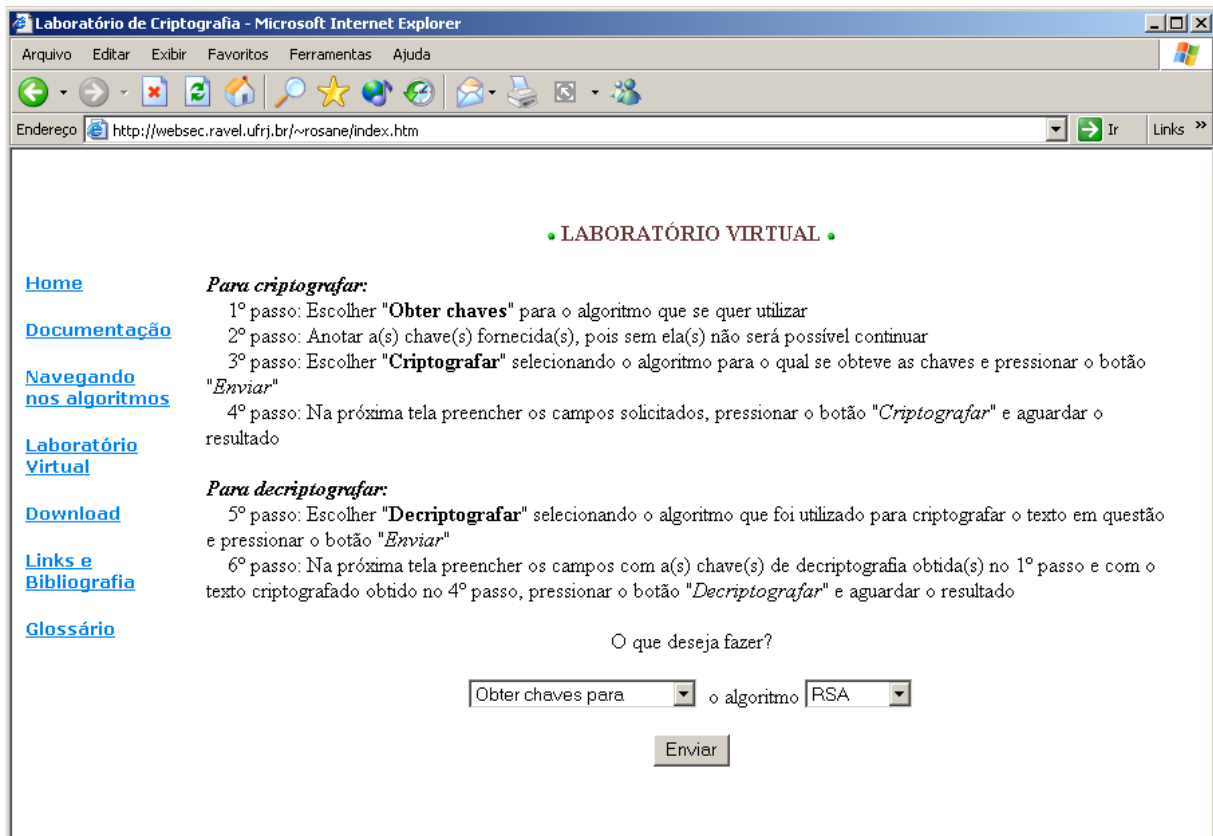 Laboratório de Criptografia - Microsoft Internet Explorer
Arquivo Editar Exibir Favoritos Ferramentas Ajuda
Endereço http://websec.ravel.ufrj.br/~rosane/index.htm Ir Links »
• LABORATÓRIO VIRTUAL •
Home
Documentação
Navegando
nos algoritmos
Laboratório
Virtual
Download
Links e
Bibliografia
Glossário
Para criptografar:
1º passo: Escolher "Obter chaves" para o algoritmo que se quer utilizar
2º passo: Anotar a(s) chave(s) fornecida(s), pois sem ela(s) não será possível continuar
3º passo: Escolher "Criptografar" selecionando o algoritmo para o qual se obteve as chaves e pressionar o botão
"Enviar"
4º passo: Na próxima tela preencher os campos solicitados, pressionar o botão "Criptografar" e aguardar o
resultado
Para decriptografar:
5º passo: Escolher "Decriptografar" selecionando o algoritmo que foi utilizado para criptografar o texto em questão
e pressionar o botão "Enviar"
6º passo: Na próxima tela preencher os campos com a(s) chave(s) de decriptografia obtida(s) no 1º passo e com o
texto criptografado obtido no 4º passo, pressionar o botão "Decriptografar" e aguardar o resultado
O que deseja fazer?
Obter chaves para o algoritmo RSA
Enviar